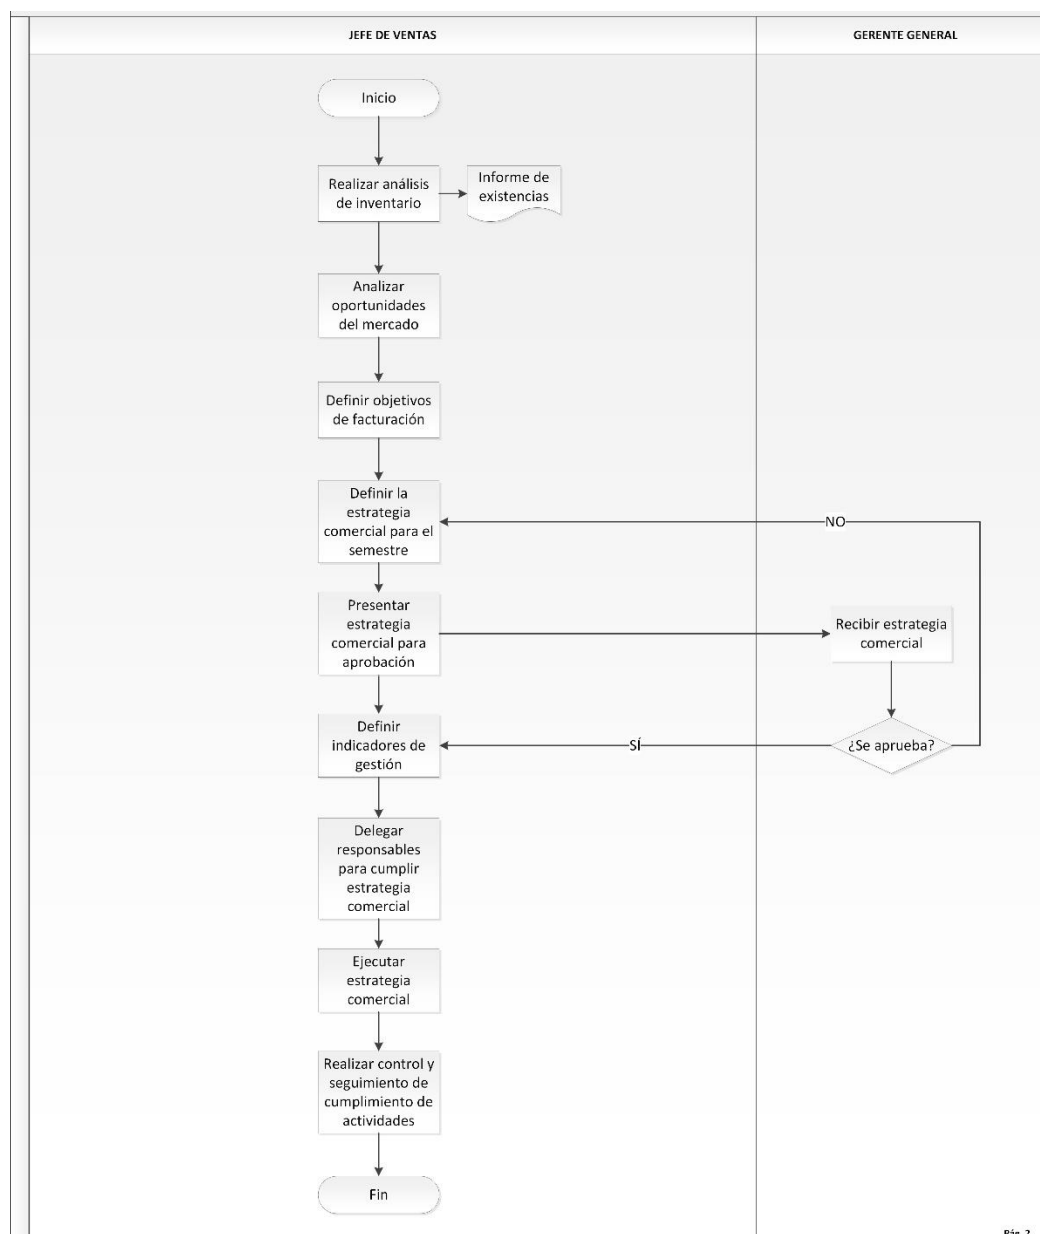 JEFE DE VENTAS
GERENTE GENERAL
Inicio
Realizar análisis
de inventario
Informe de
existencias
Analizar
oportunidades
del mercado
Definir objetivos
de facturación
Definir la
estrategia
comercial para el
semestre
NO
Presentar
estrategia
comercial para
aprobación
Recibir estrategia
comercial
Definir
indicadores de
gestión
SÍ
¿Se aprueba?
Delegar
responsables
para cumplir
estrategia
comercial
Ejecutar
estrategia
comercial
Realizar control y
seguimiento de
cumplimiento de
actividades
Fin
Pág. 2